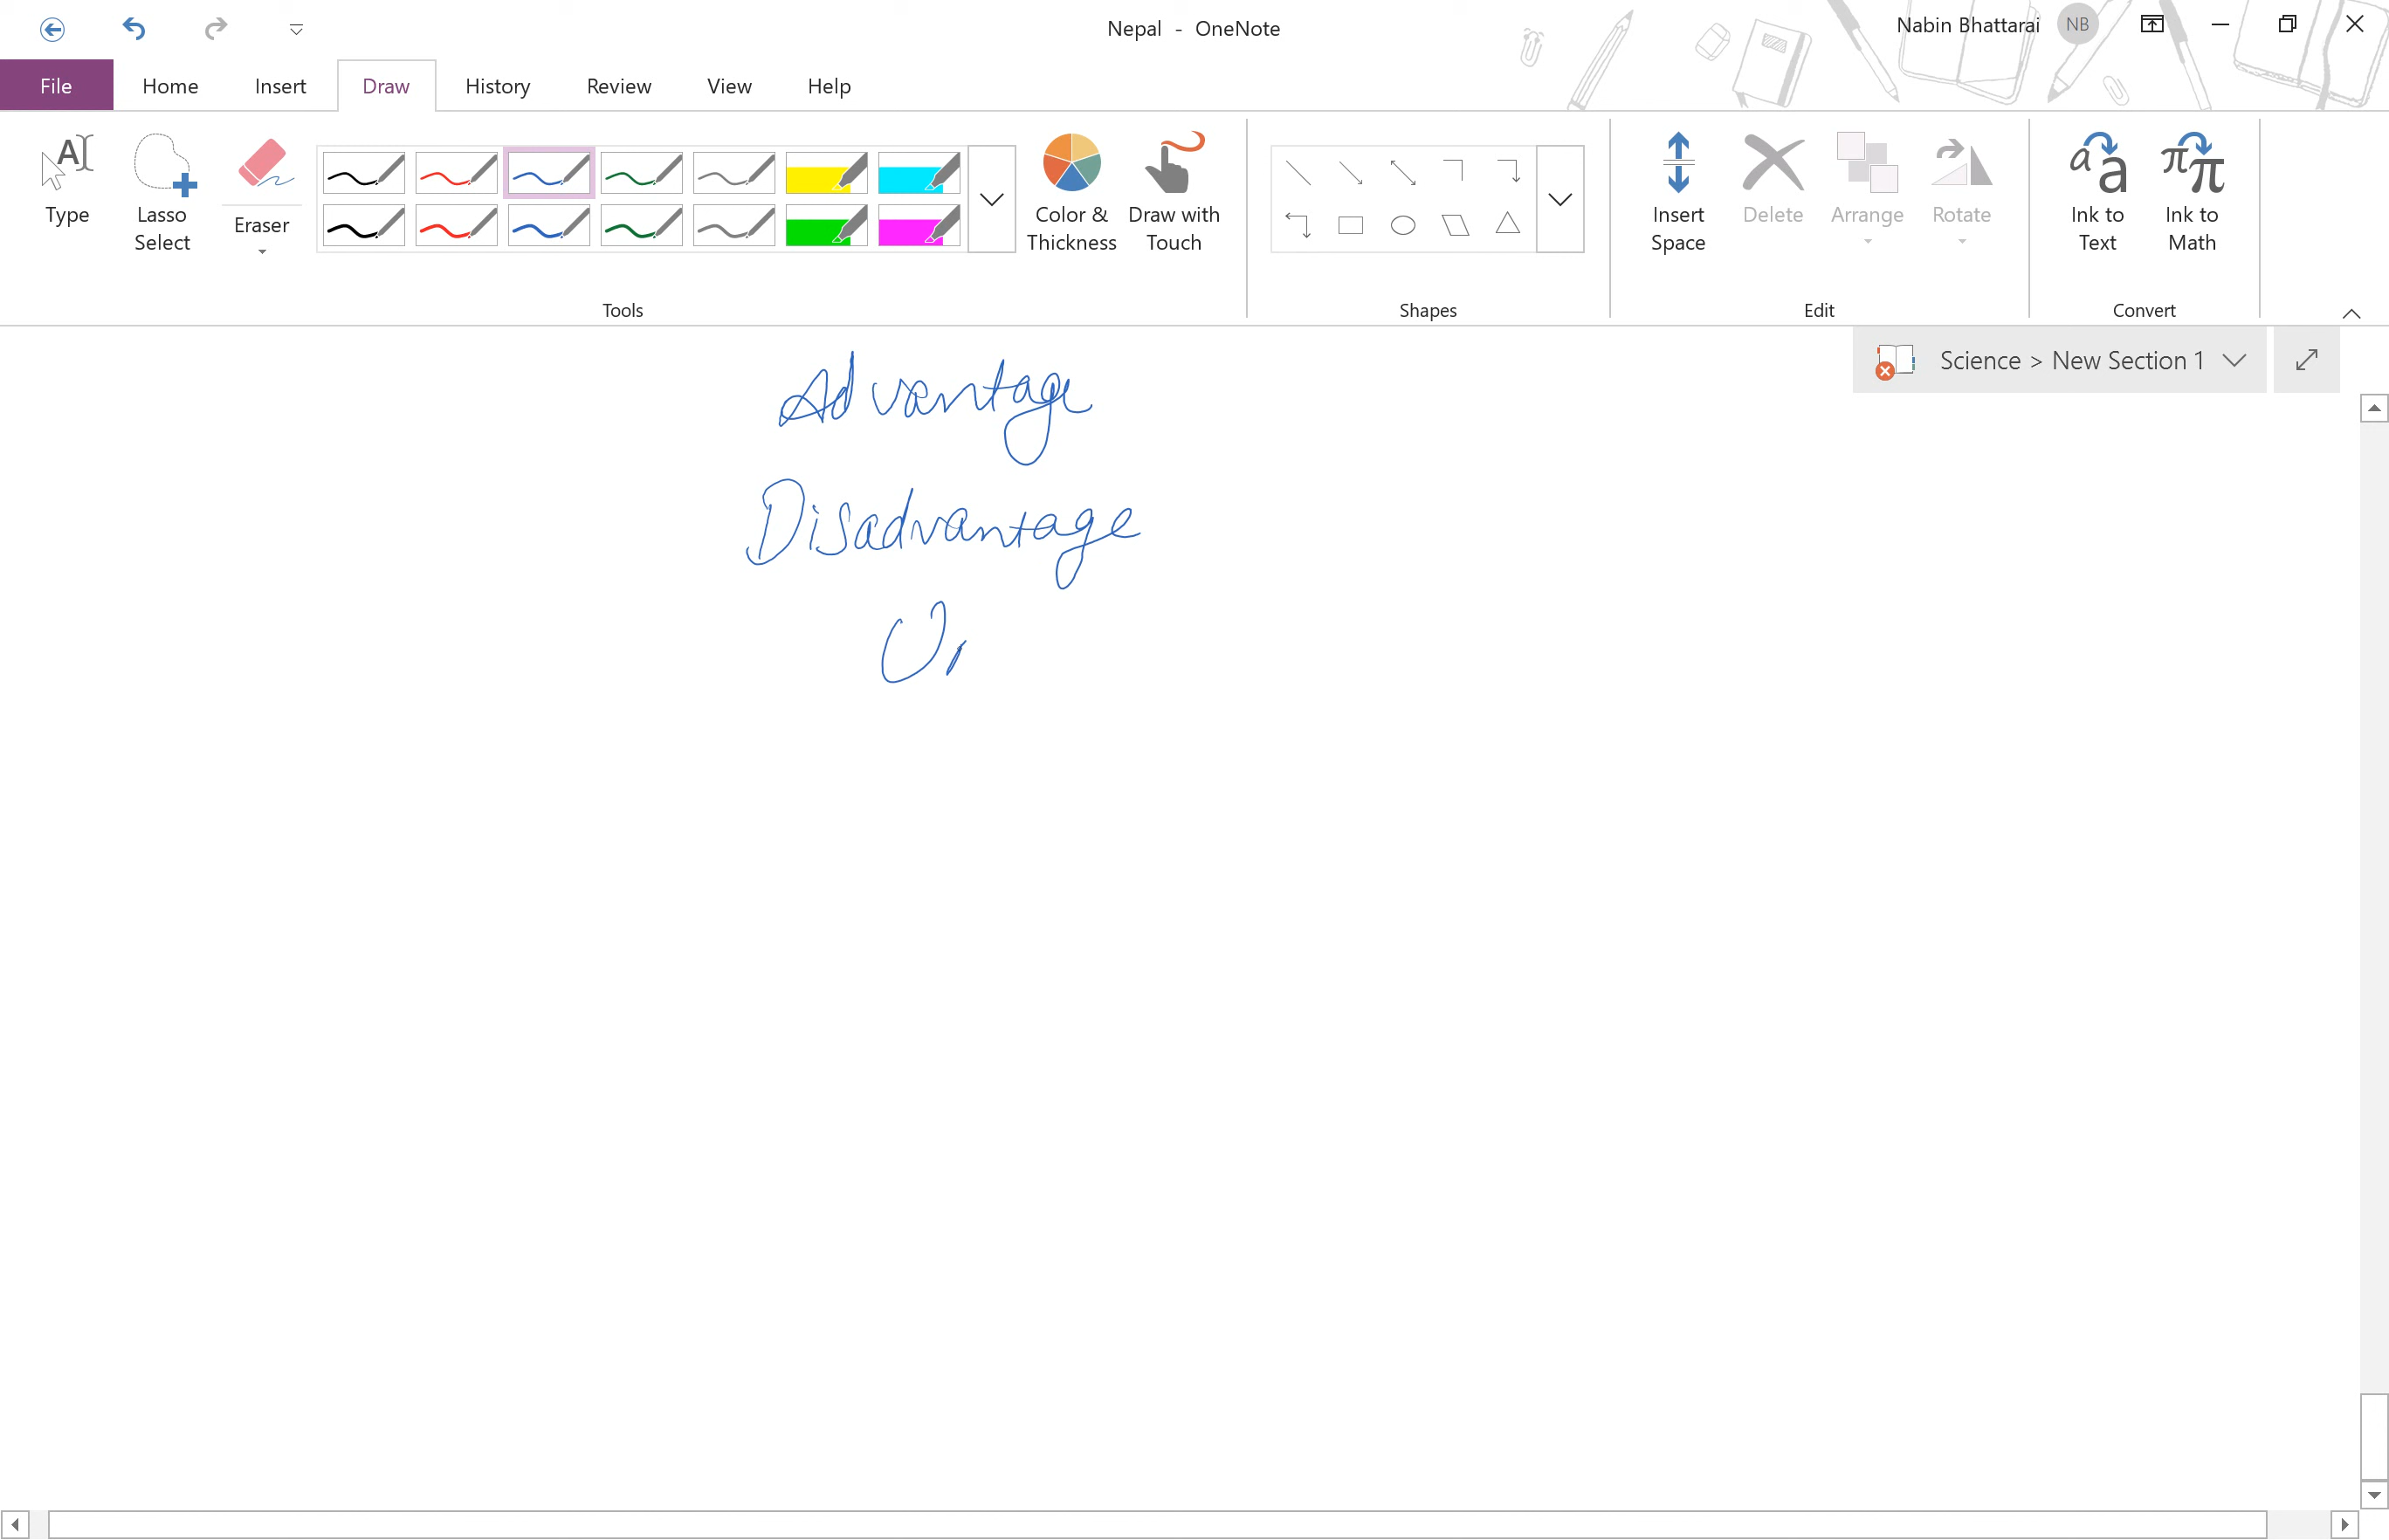 Nepal - OneNote
Nabin Bhattarai NB
File Home Insert Draw History Review View Help
Type
Lasso Select
Eraser
Color & Thickness
Draw with Touch
Insert Space
Delete
Arrange
Rotate
Ink to Text
Ink to Math
Tools
Shapes
Edit
Convert
Science > New Section 1
Advantage
Disadvantage